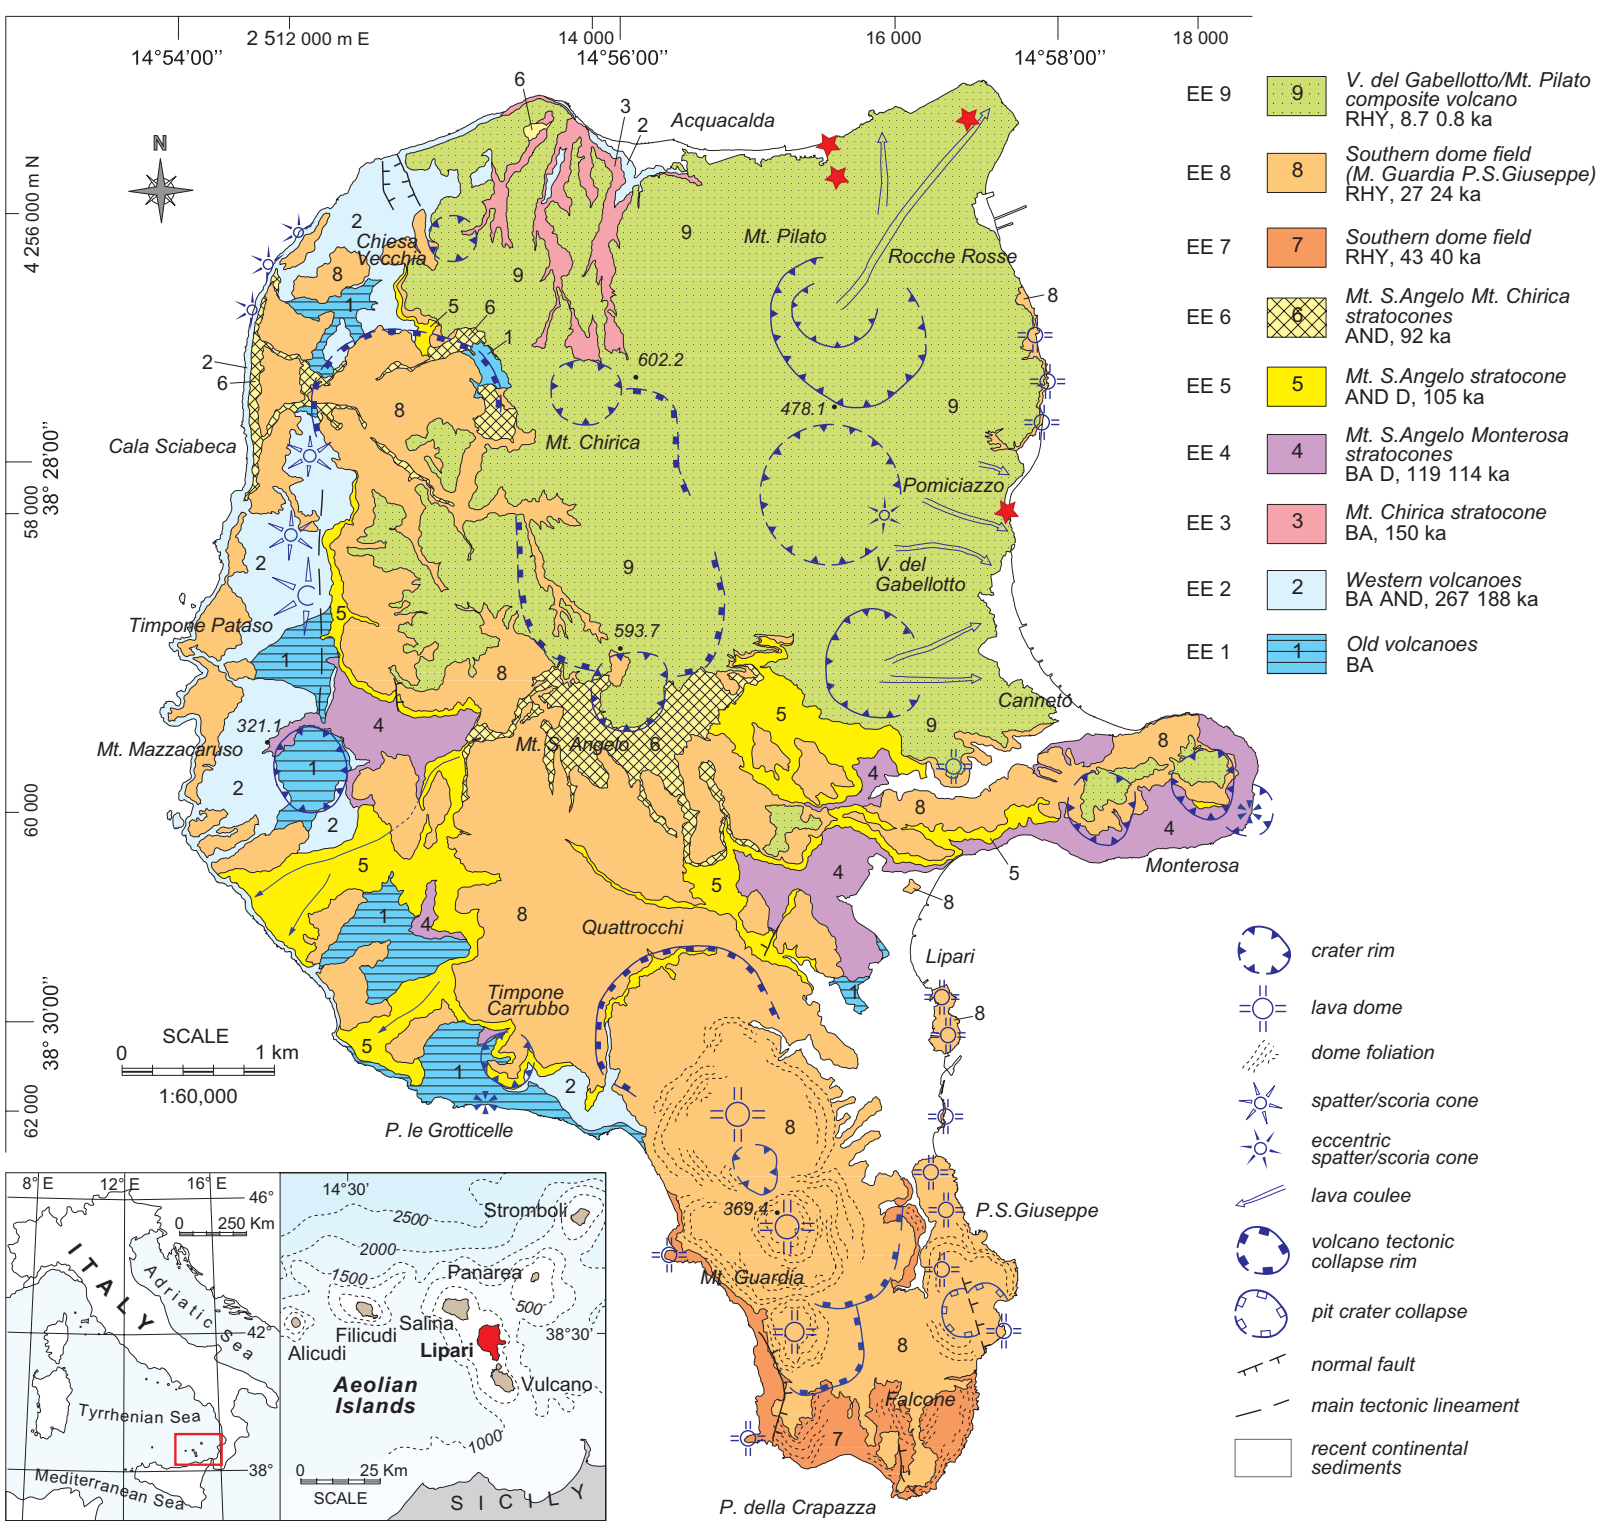 2 512 000 m E
14 000
16 000
18 000
14°54'00''
14°56'00''
14°58'00''
N
4 256 000 m N
38° 28'00''
58 000
60 000
38° 30'00''
62 000
6
3
2
Acquacalda
2
Chiesa
Vecchia
8
1
5
6
1
9
9
Mt. Pilato
Rocche Rosse
8
602.2
478.1
9
2
6
8
Cala Sciabeca
Mt. Chirica
Pomiciazzo
V. del
Gabellotto
2
9
5
Timpone Pataso
1
593.7
8
5
Canneto
9
321.1
4
Mt. Mazzacaruso
1
Mt. S. Angelo
6
4
8
2
2
8
4
Monterosa
5
5
5
4
8
1
4
8
Quattrocchi
Lipari
1
Timpone
Carrubbo
8
5
1
2
P. le Grotticelle
8
369.4
P.S.Giuseppe
Mt. Guardia
8
Falcone
7
P. della Crapazza
SCALE
0 1 km
1:60,000
EE 9
9
V. del Gabellotto/Mt. Pilato
composite volcano
RHY, 8.7 0.8 ka
EE 8
8
Southern dome field
(M. Guardia P.S.Giuseppe)
RHY, 27 24 ka
EE 7
7
Southern dome field
RHY, 43 40 ka
EE 6
6
Mt. S.Angelo Mt. Chirica
stratocones
AND, 92 ka
EE 5
5
Mt. S.Angelo stratocone
AND D, 105 ka
EE 4
4
Mt. S.Angelo Monterosa
stratocones
BA D, 119 114 ka
EE 3
3
Mt. Chirica stratocone
BA, 150 ka
EE 2
2
Western volcanoes
BA AND, 267 188 ka
EE 1
1
Old volcanoes
BA
crater rim
lava dome
dome foliation
spatter/scoria cone
eccentric
spatter/scoria cone
lava coulee
volcano tectonic
collapse rim
pit crater collapse
normal fault
main tectonic lineament
recent continental
sediments
8° E
12° E
16° E
46°
0 250 Km
ITALY
Adriatic Sea
42°
Tyrrhenian Sea
38°
Mediterranean Sea
14°30'
2500
Stromboli
2000
1500
Panarea
500
Salina
Filicudi
38°30'
Alicudi
Lipari
Aeolian
Islands
Vulcano
1000
0 25 Km
SCALE
SICILY